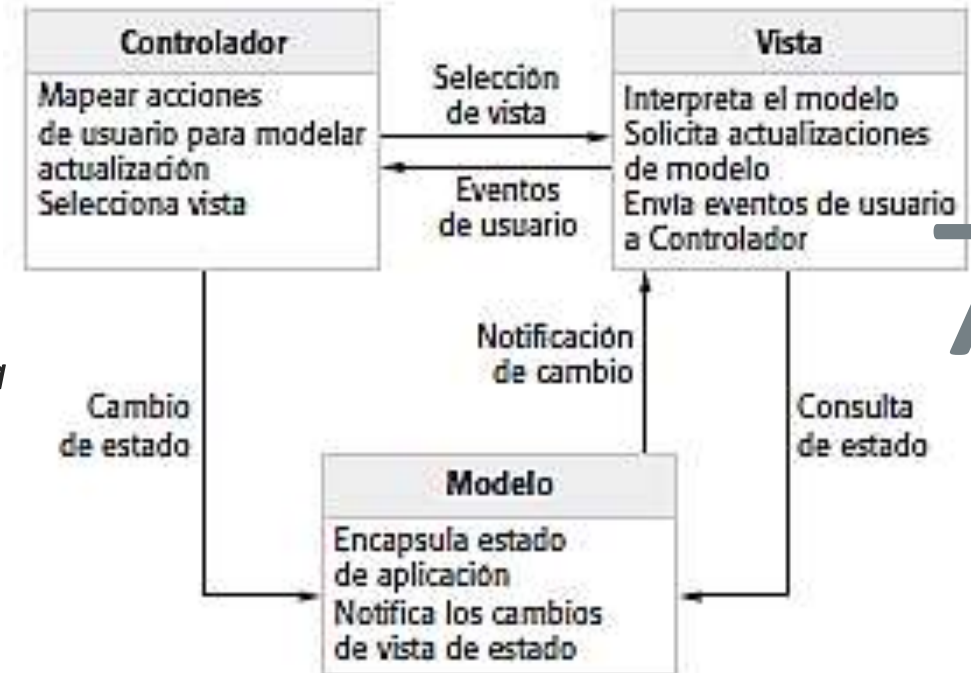 Controlador
Mapear acciones
de usuario para modelar
actualización
Selecciona vista
Selección
de vista
Eventos
de usuario
Vista
Interpreta el modelo
Solicita actualizaciones
de modelo
Envía eventos de usuario
a Controlador
Cambio
de estado
Notificación
de cambio
Consulta
de estado
Modelo
Encapsula estado
de aplicación
Notifica los cambios
de vista de estado